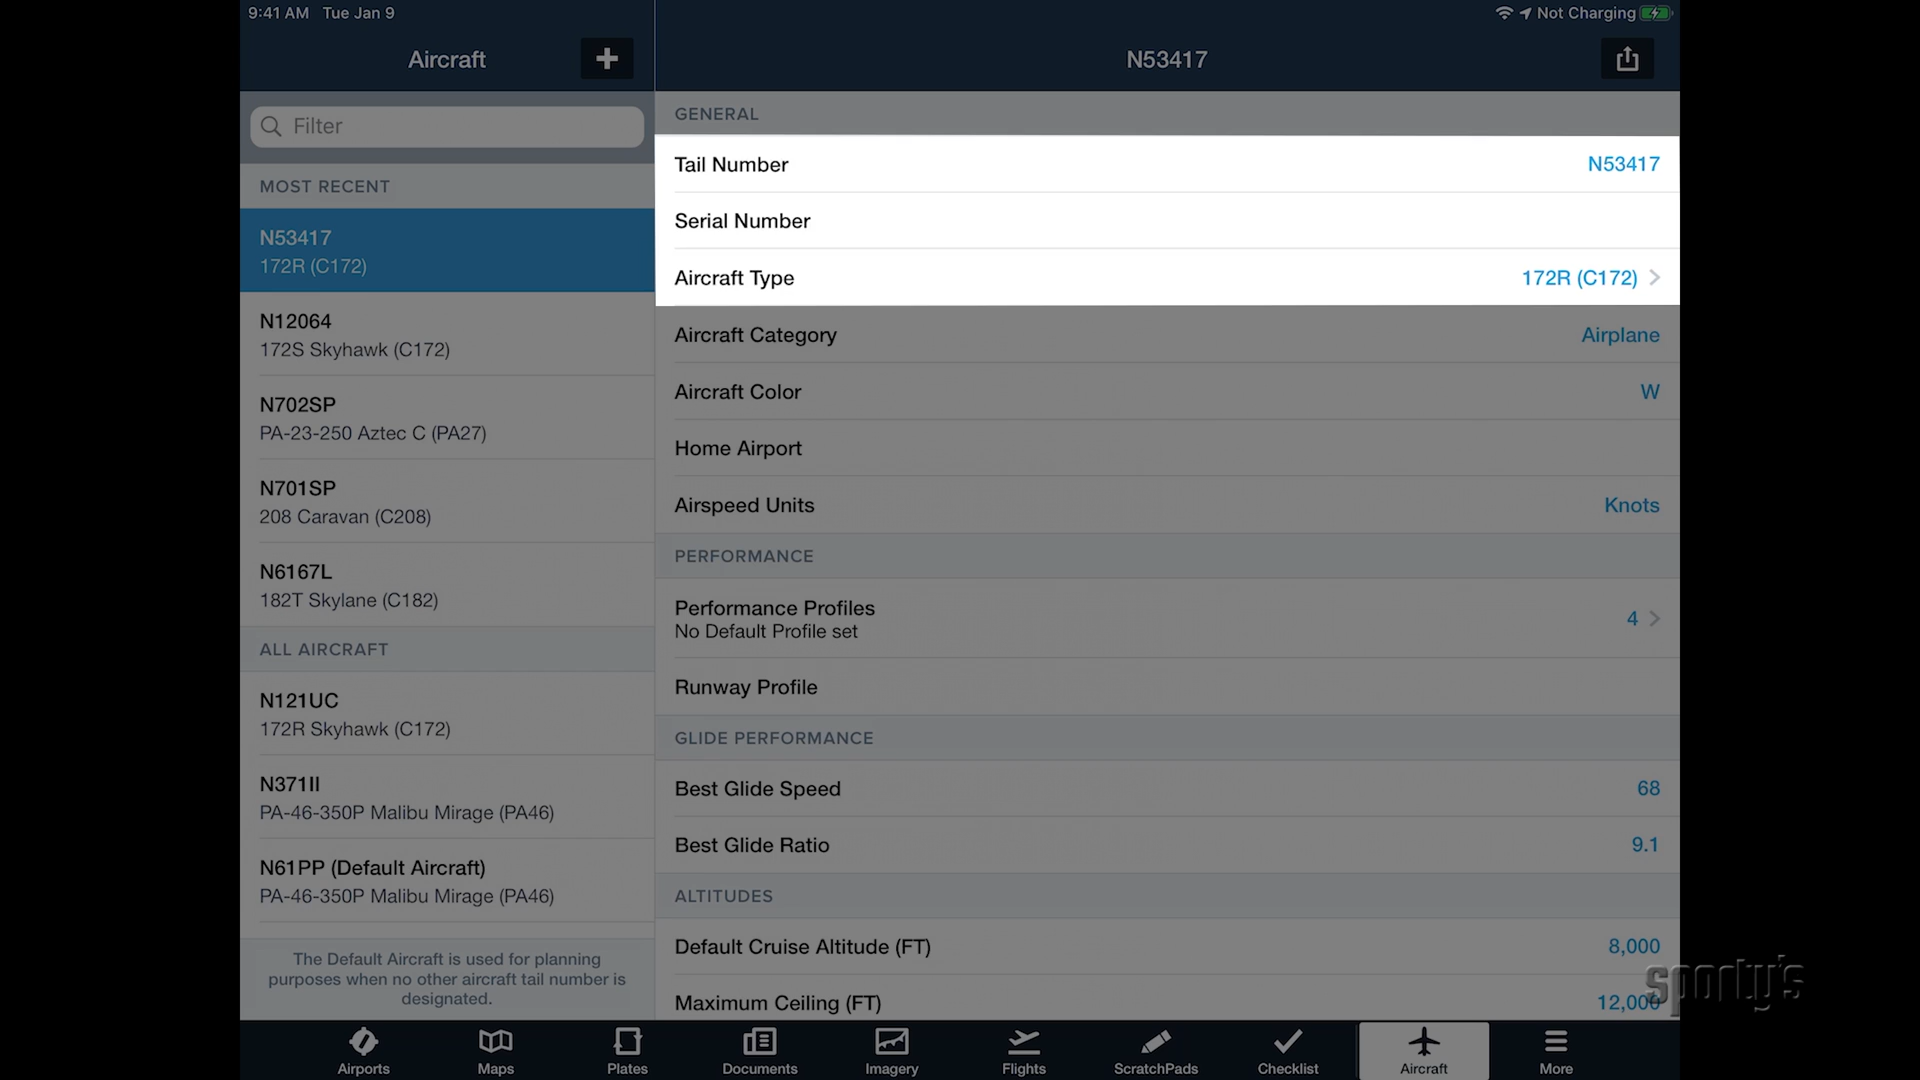 9:41 AM Tue Jan 9
Not Charging
Aircraft
N53417
Filter
MOST RECENT
N53417
172R (C172)
N12064
172S Skyhawk (C172)
N702SP
PA-23-250 Aztec C (PA27)
N701SP
208 Caravan (C208)
N6167L
182T Skylane (C182)
ALL AIRCRAFT
N121UC
172R Skyhawk (C172)
N371II
PA-46-350P Malibu Mirage (PA46)
N61PP (Default Aircraft)
PA-46-350P Malibu Mirage (PA46)
The Default Aircraft is used for planning
purposes when no other aircraft tail number is
designated.
GENERAL
Tail Number N53417
Serial Number
Aircraft Type 172R (C172)
Aircraft Category Airplane
Aircraft Color W
Home Airport
Airspeed Units Knots
PERFORMANCE
Performance Profiles 4
No Default Profile set
Runway Profile
GLIDE PERFORMANCE
Best Glide Speed 68
Best Glide Ratio 9.1
ALTITUDES
Default Cruise Altitude (FT) 8,000
Maximum Ceiling (FT) 12,000
sporty's
Airports Maps Plates Documents Imagery Flights ScratchPads Checklist Aircraft More